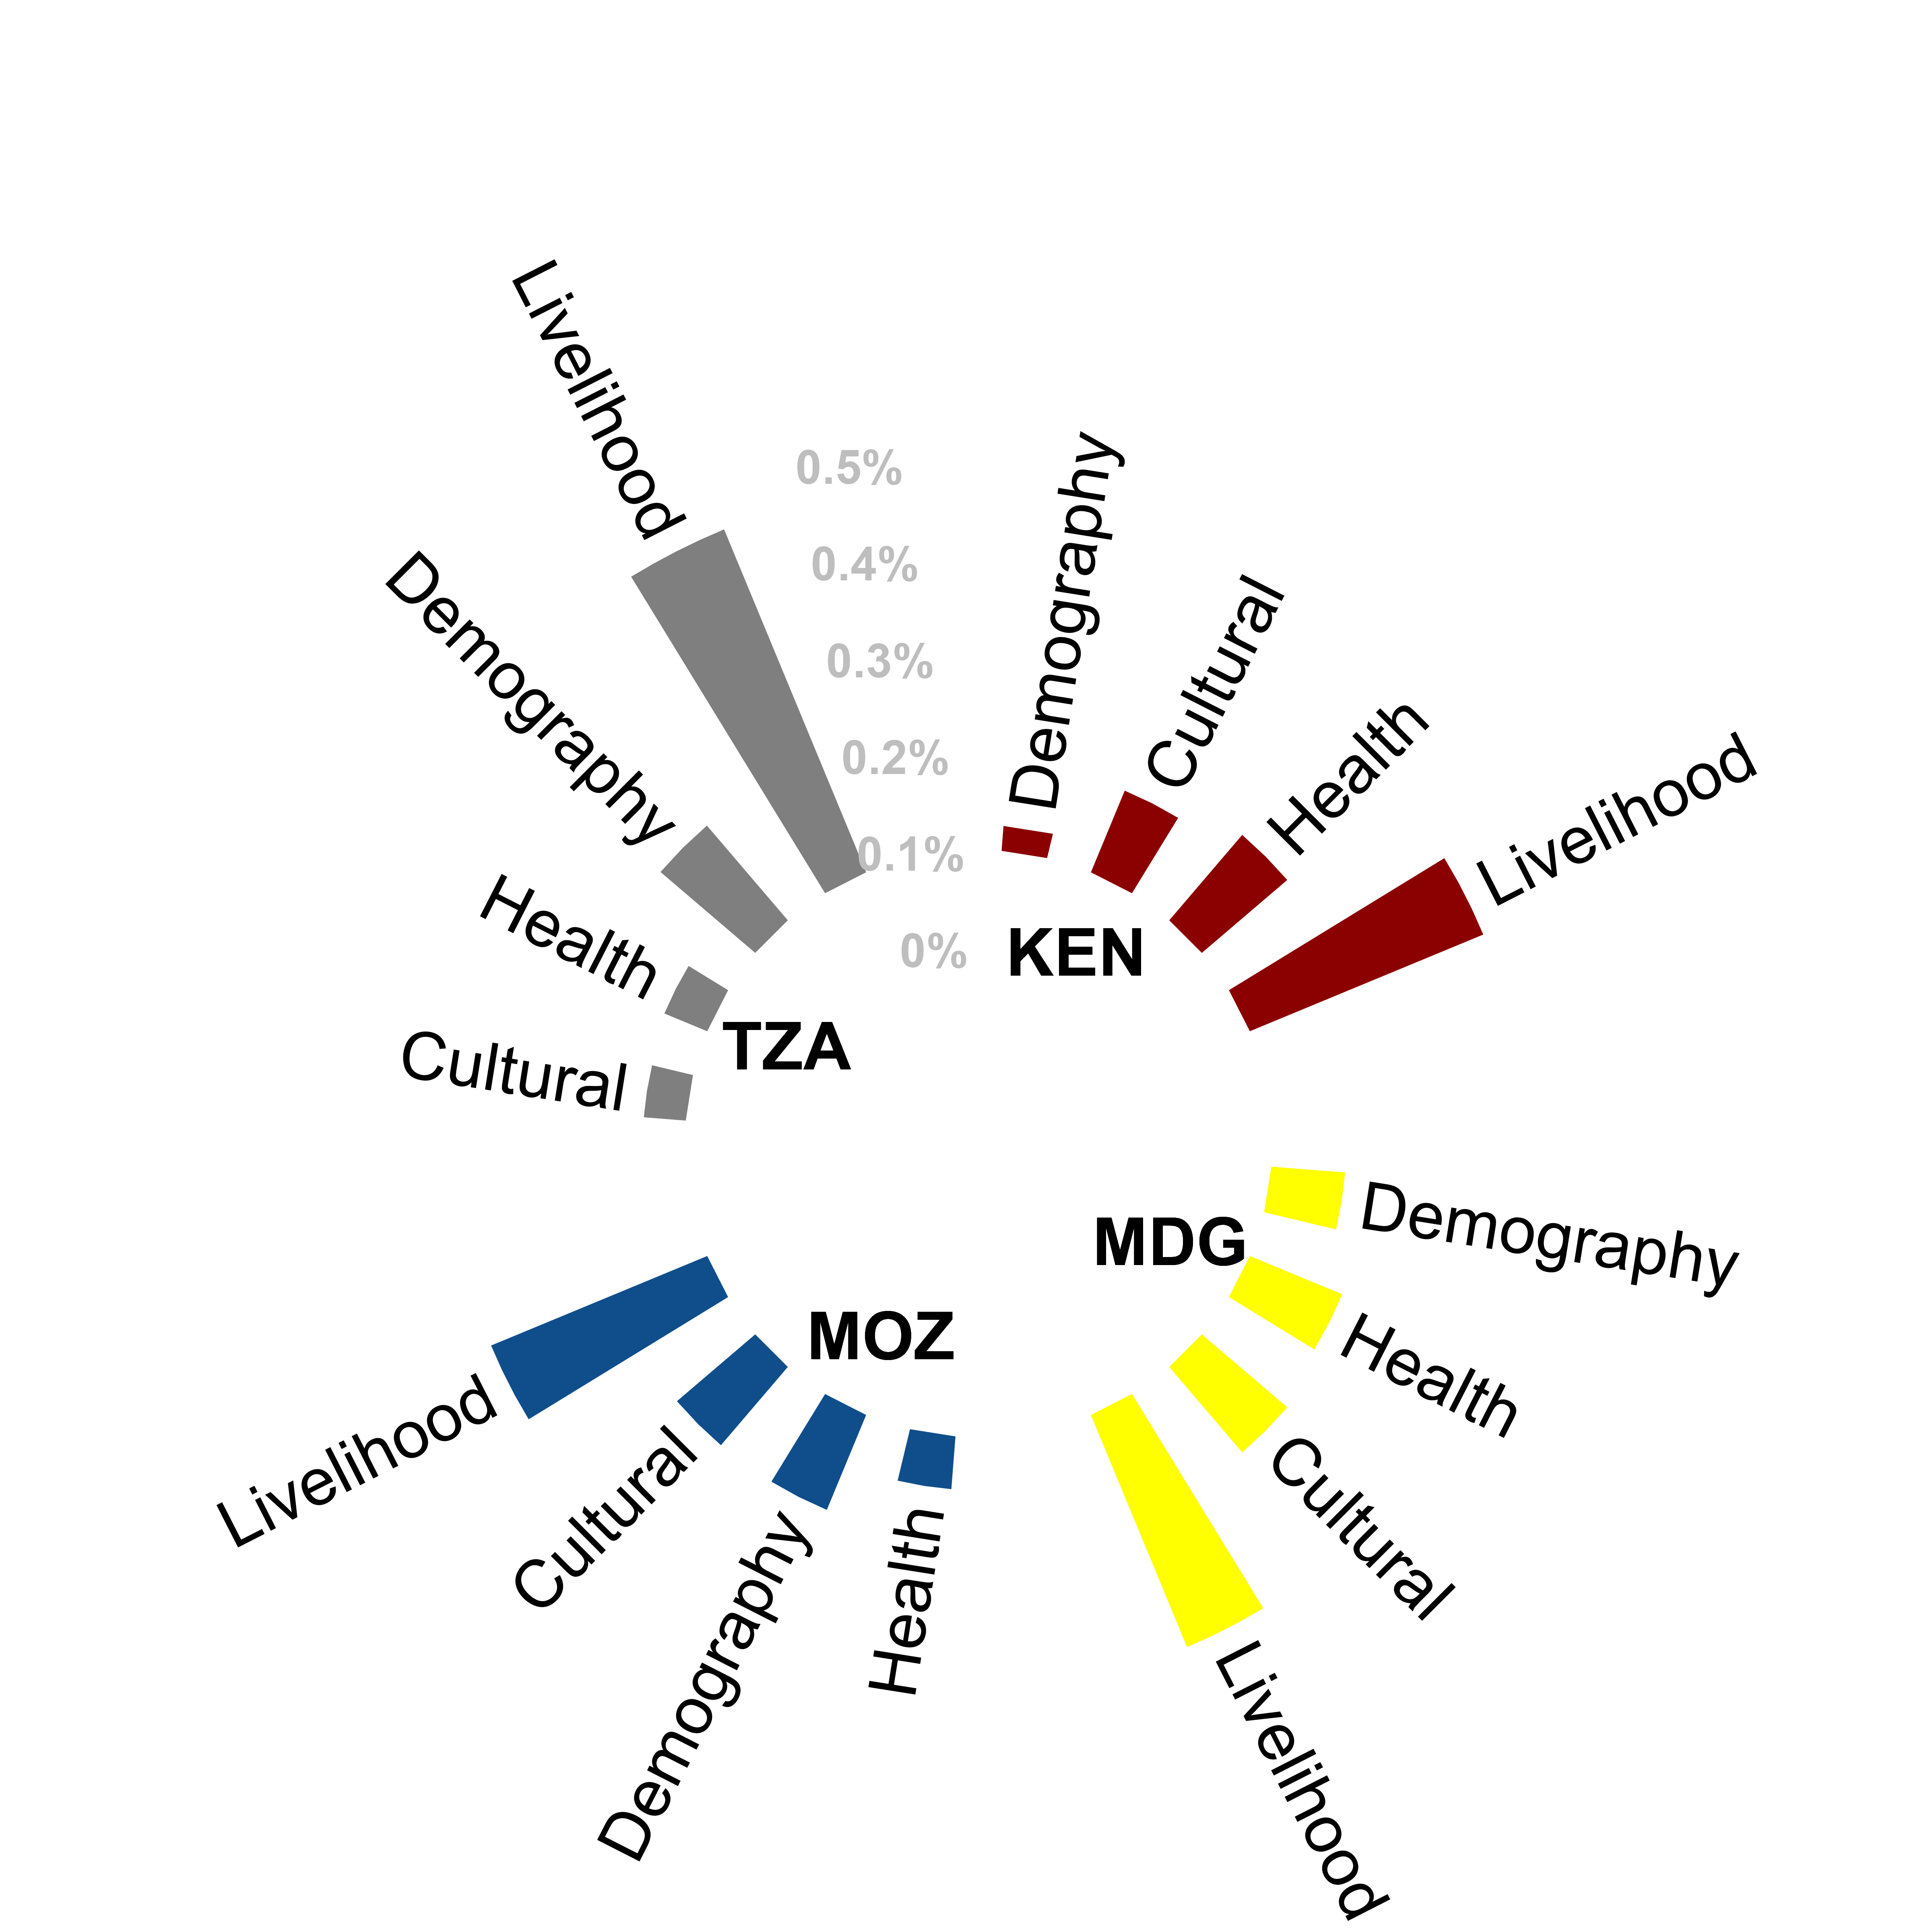 Livelihood
Demography
Health
Cultural
TZA
0.5%
0.4%
0.3%
0.2%
0.1%
0%
Demography
Cultural
Health
Livelihood
KEN
Demography
Health
Cultural
Livelihood
MDG
Livelihood
Cultural
Demography
Health
MOZ